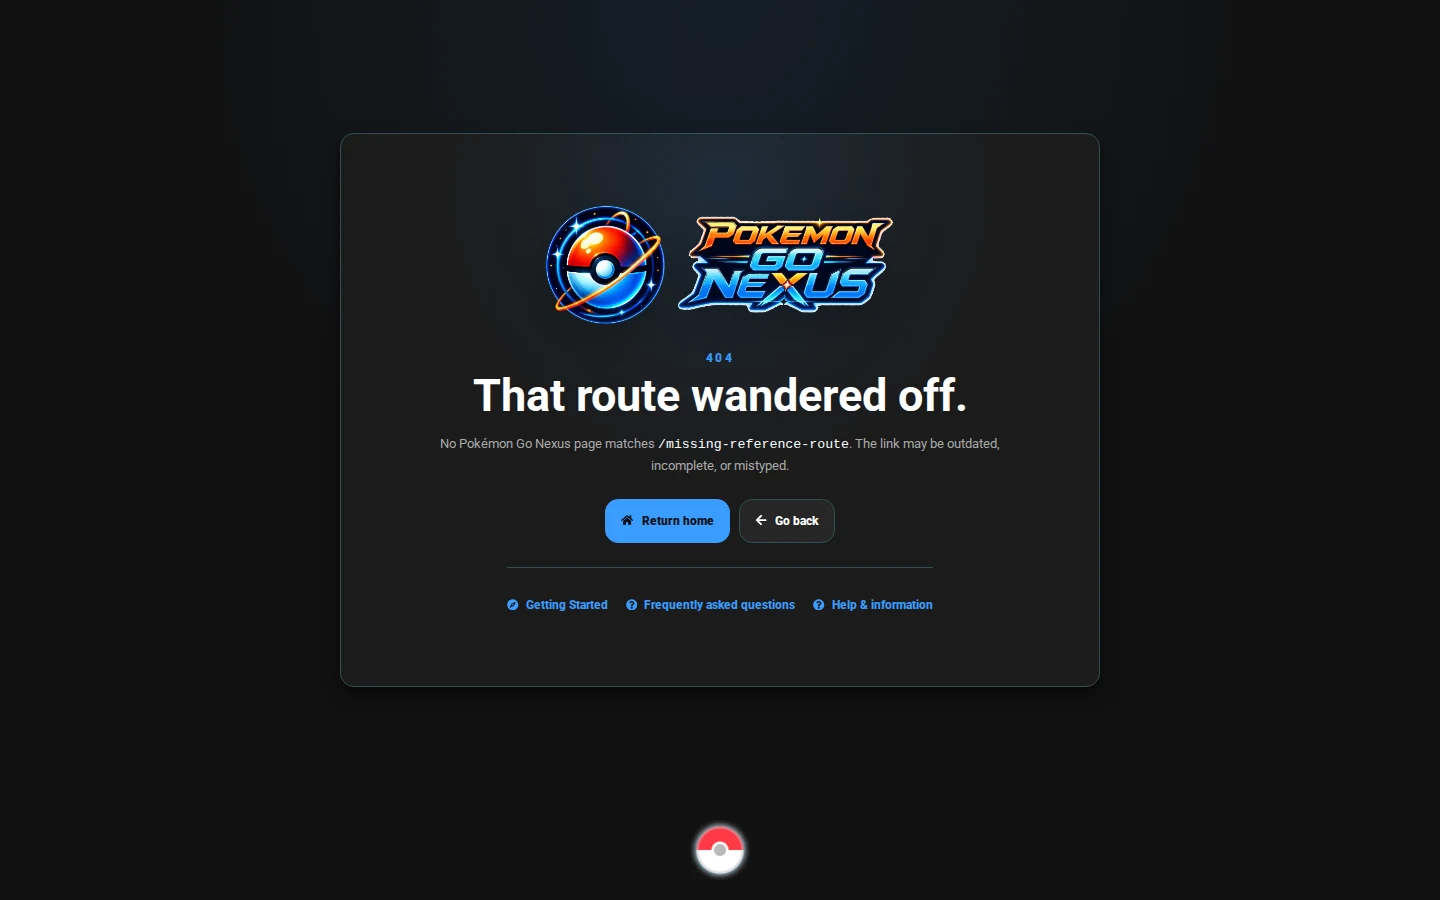 POKEMON
GO
NEXUS
404
That route wandered off.
No Pokémon Go Nexus page matches /missing-reference-route. The link may be outdated,
incomplete, or mistyped.
Return home
Go back
Getting Started
Frequently asked questions
Help & information